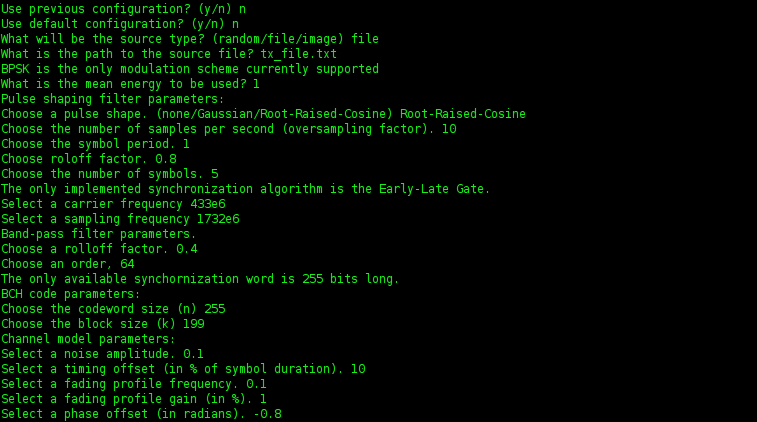 Use previous configuration? (y/n) n
Use default configuration? (y/n) n
What will be the source type? (random/file/image) file
What is the path to the source file? tx_file.txt
BPSK is the only modulation scheme currently supported
What is the mean energy to be used? 1
Pulse shaping filter parameters:
Choose a pulse shape. (none/Gaussian/Root-Raised-Cosine) Root-Raised-Cosine
Choose the number of samples per second (oversampling factor). 10
Choose the symbol period. 1
Choose roloff factor. 0.8
Choose the number of symbols. 5
The only implemented synchronization algorithm is the Early-Late Gate.
Select a carrier frequency 433e6
Select a sampling frequency 1732e6
Band-pass filter parameters.
Choose a rolloff factor. 0.4
Choose an order, 64
The only available synchornization word is 255 bits long.
BCH code parameters:
Choose the codeword size (n) 255
Choose the block size (k) 199
Channel model parameters:
Select a noise amplitude. 0.1
Select a timing offset (in % of symbol duration). 10
Select a fading profile frequency. 0.1
Select a fading profile gain (in %). 1
Select a phase offset (in radians). -0.8